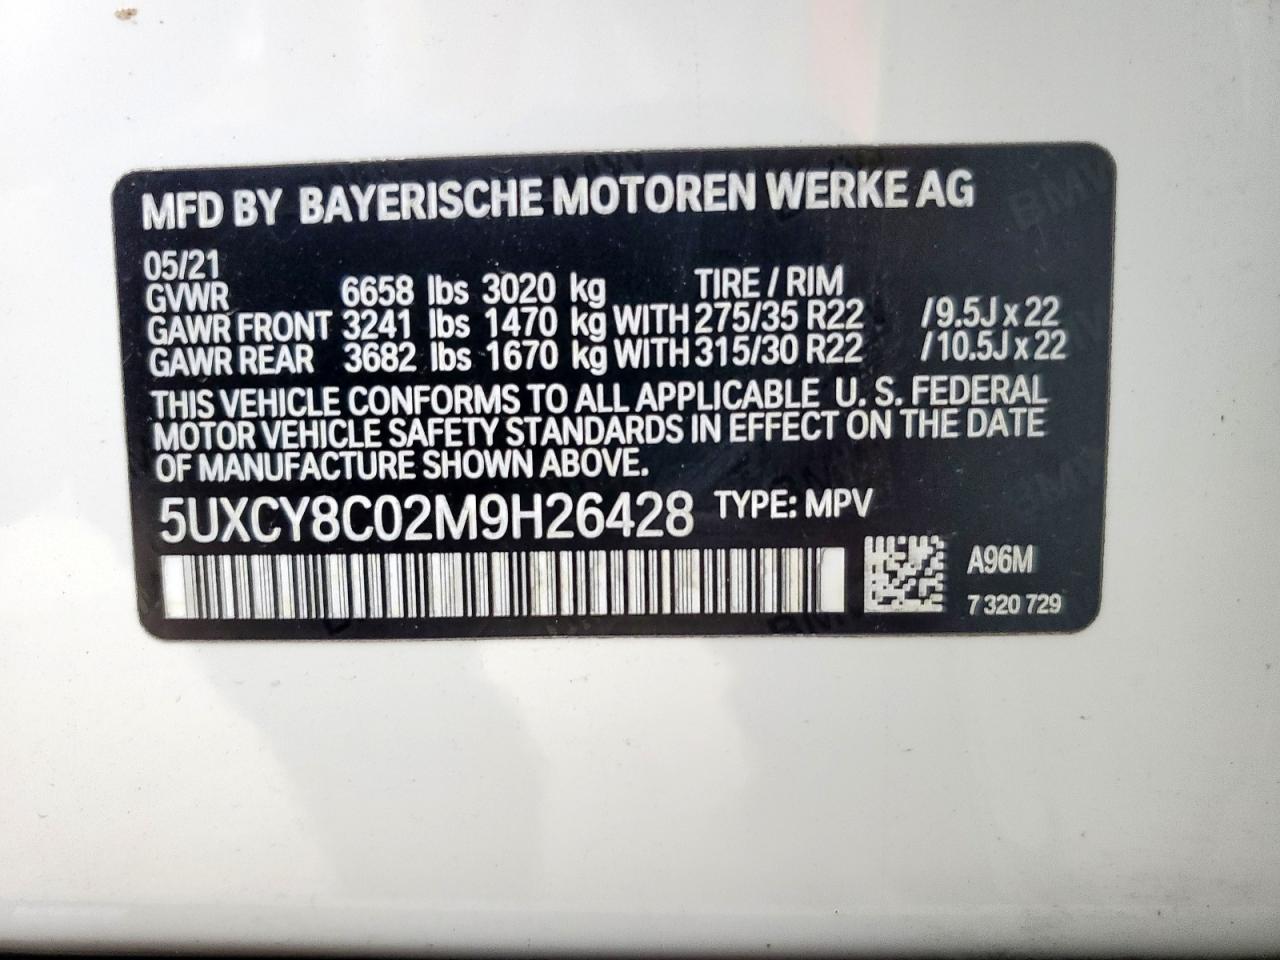 MFD BY BAYERISCHE MOTOREN WERKE AG
05/21
GVWR 6658 lbs 3020 kg TIRE / RIM
GAWR FRONT 3241 lbs 1470 kg WITH 275/35 R22 /9.5J x 22
GAWR REAR 3682 lbs 1670 kg WITH 315/30 R22 /10.5J x 22
THIS VEHICLE CONFORMS TO ALL APPLICABLE U. S. FEDERAL
MOTOR VEHICLE SAFETY STANDARDS IN EFFECT ON THE DATE
OF MANUFACTURE SHOWN ABOVE.
5UXCY8C02M9H26428 TYPE: MPV
A96M
7 320 729